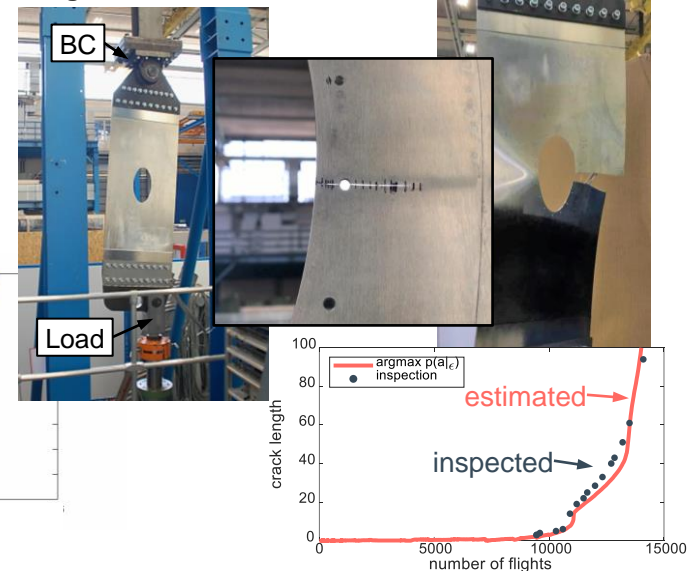 BC
Load
100
80
60
40
20
0
crack length
argmax p(a|ϵ)
inspection
estimated
inspected
0
5000
10000
15000
number of flights